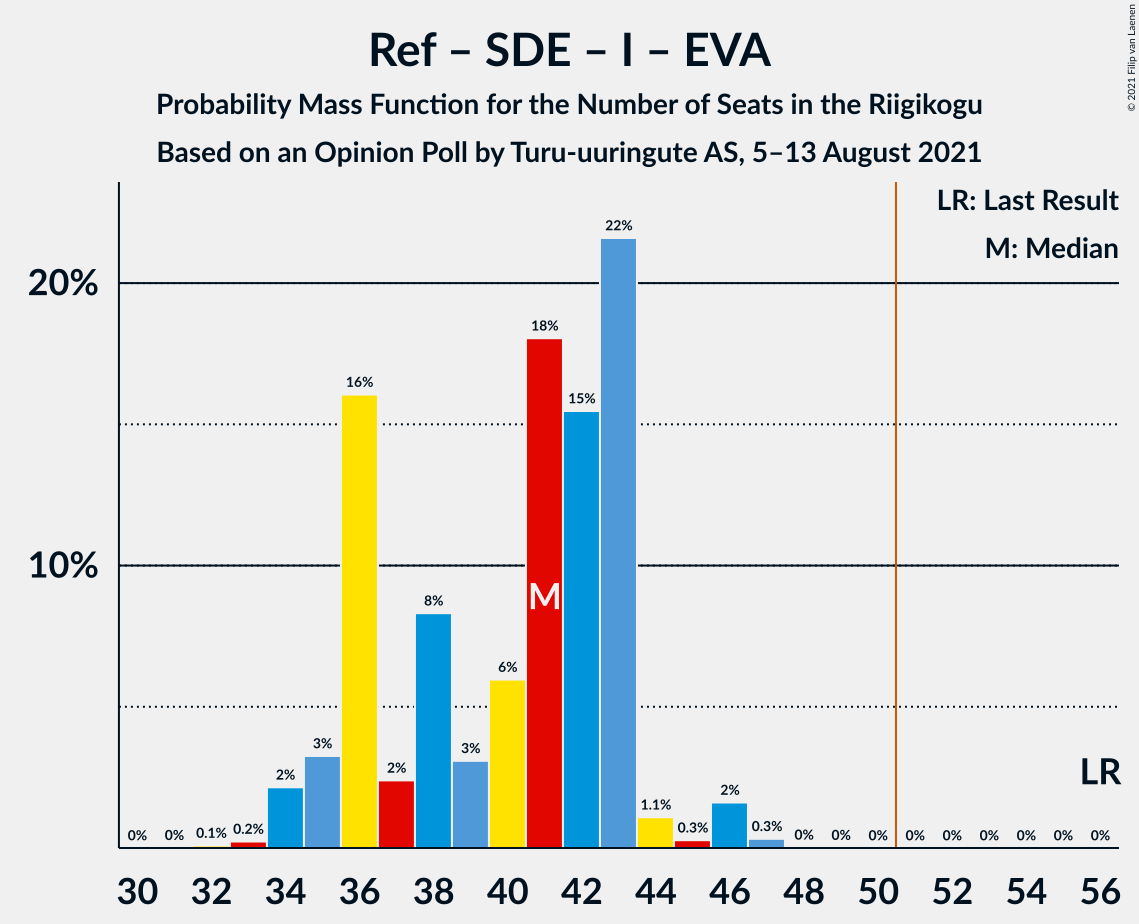 Ref – SDE – I – EVA
Probability Mass Function for the Number of Seats in the Riigikogu
Based on an Opinion Poll by Turu-uuringute AS, 5–13 August 2021
© 2021 Filip van Laenen
LR: Last Result
M: Median
20%
10%
0% 0% 0.1% 0.2% 2% 3% 16% 2% 8% 3% 6% 18% 15% 22% 1.1% 0.3% 2% 0.3% 0% 0% 0% 0% 0% 0% 0% 0% 0%
M
LR
30 32 34 36 38 40 42 44 46 48 50 52 54 56